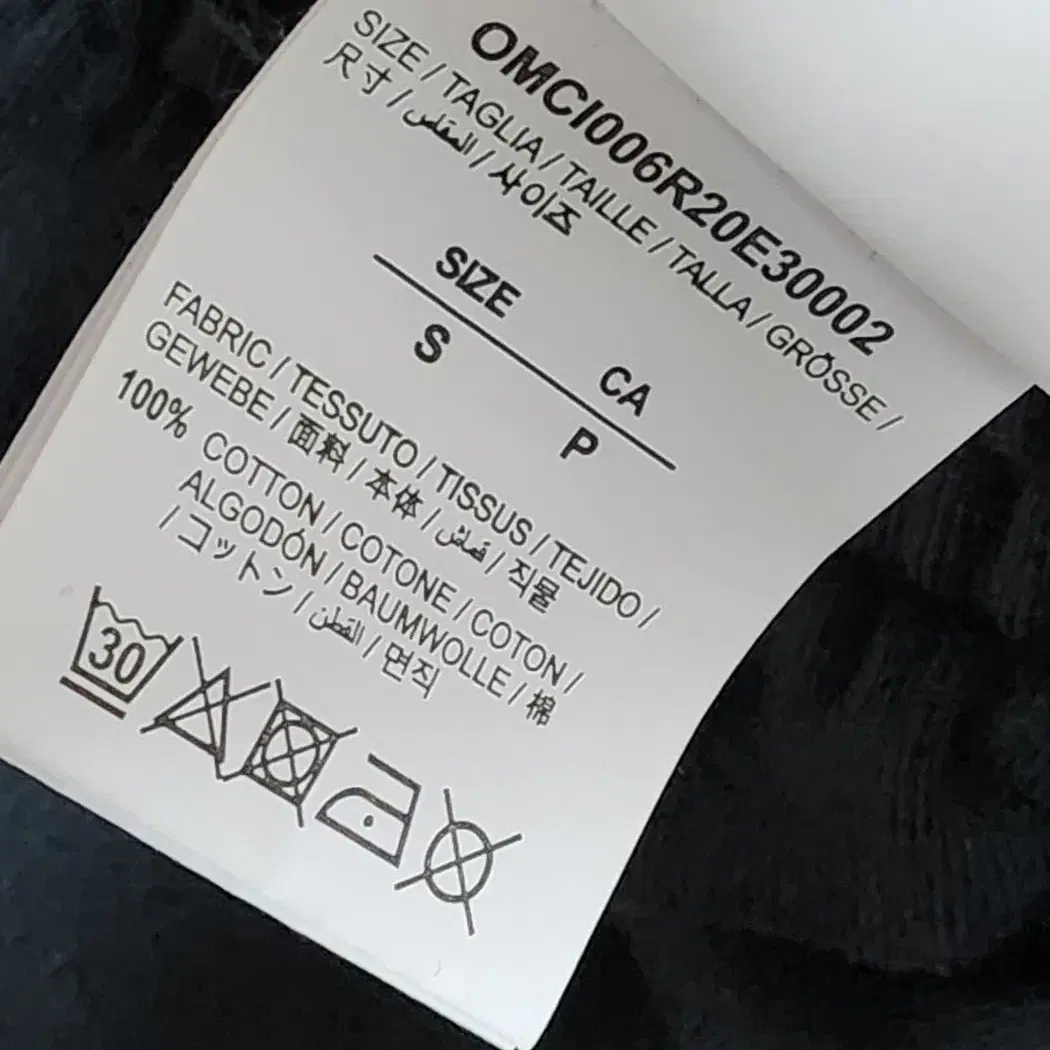 OMCI006R20E30002
SIZE / TAGLIA / TAILLE / TALLA / GRÖSSE /
尺寸 / المقاس / 사이즈
SIZE CA
S P
FABRIC / TESSUTO / TISSUS / TEJIDO /
GEWEBE / 面料 / 本体 / قماش / 직물
100% COTTON / COTONE / COTON /
ALGODÓN / BAUMWOLLE / 棉
/ コットン / القطن / 면직
30